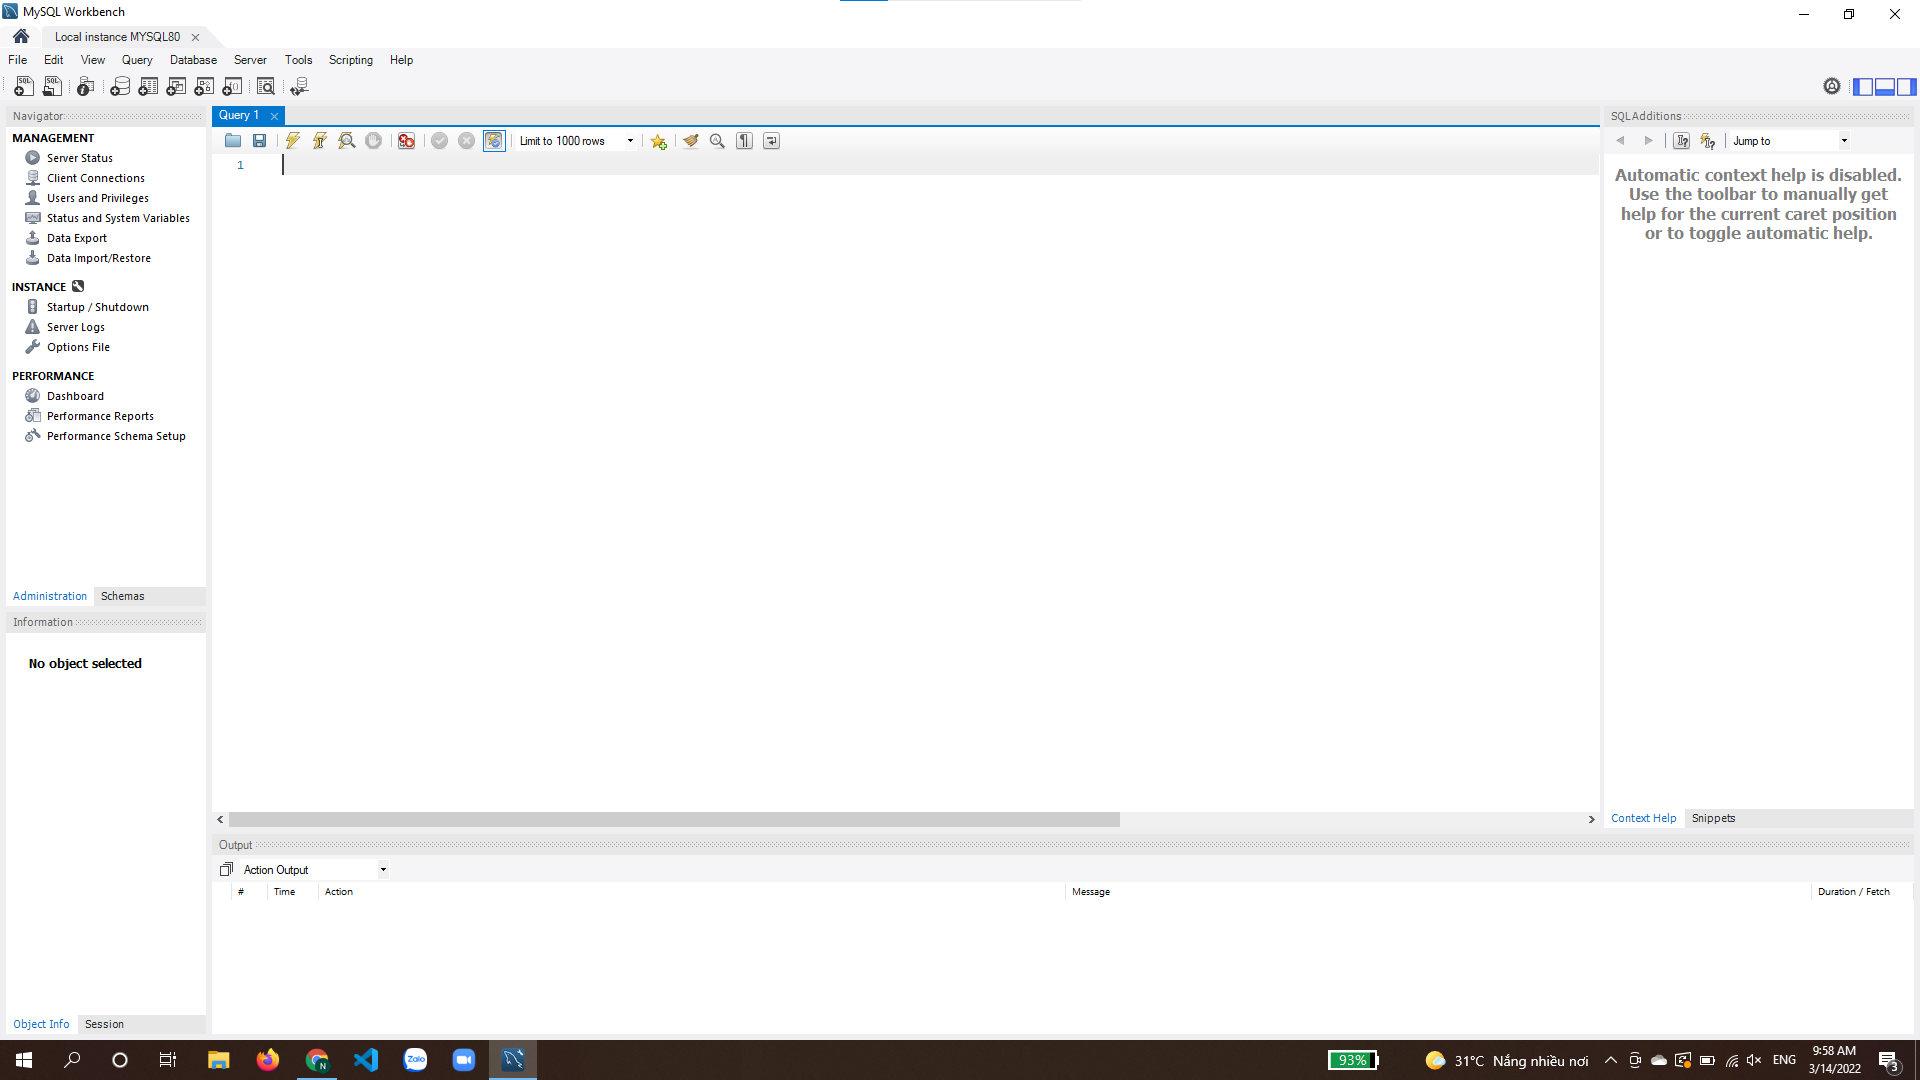 MySQL Workbench
Local instance MYSQL80
File Edit View Query Database Server Tools Scripting Help
Navigator
MANAGEMENT
Server Status
Client Connections
Users and Privileges
Status and System Variables
Data Export
Data Import/Restore
INSTANCE
Startup / Shutdown
Server Logs
Options File
PERFORMANCE
Dashboard
Performance Reports
Performance Schema Setup
Administration Schemas
Information
No object selected
Object Info Session
Query 1
Limit to 1000 rows
1
SQLAdditions
Jump to
Automatic context help is disabled.
Use the toolbar to manually get
help for the current caret position
or to toggle automatic help.
Context Help Snippets
Output
Action Output
# Time Action Message Duration / Fetch
Zalo
93%
31°C Nắng nhiều nơi
ENG
9:58 AM
3/14/2022
3